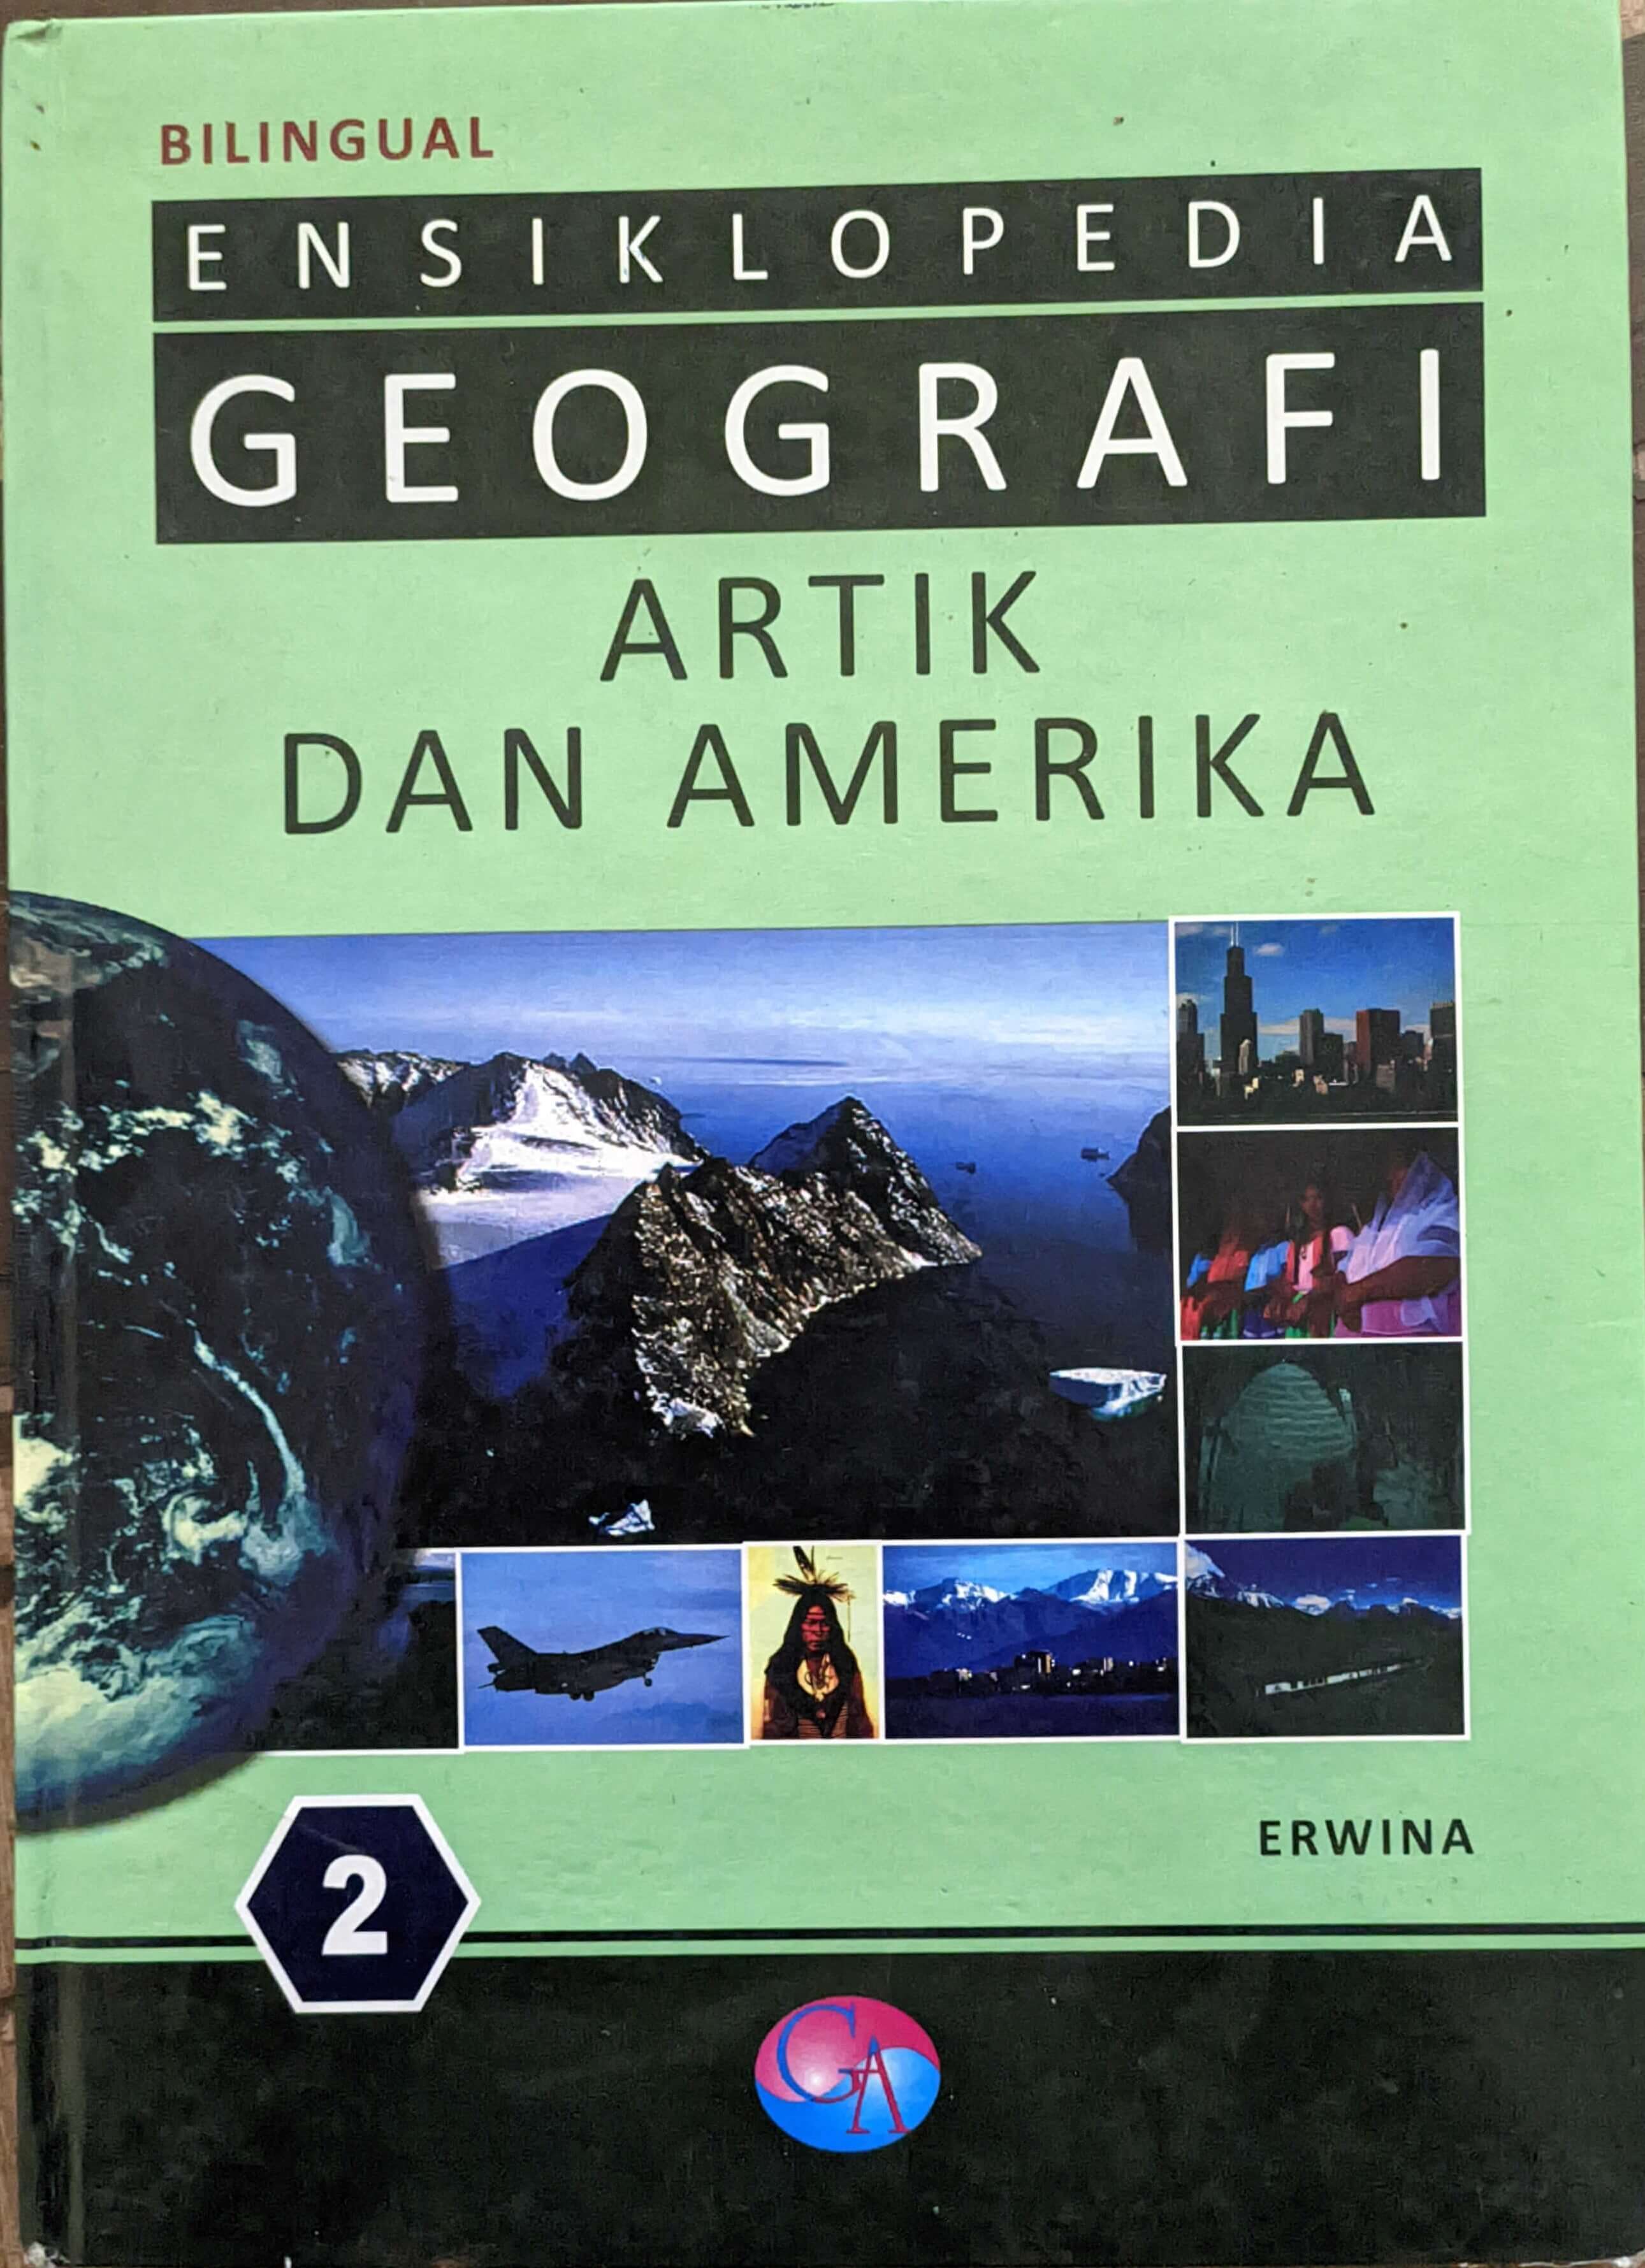 BILINGUAL
ENSIKLOPEDIA
GEOGRAFI
ARTIK
DAN AMERIKA
ERWINA
2
GA